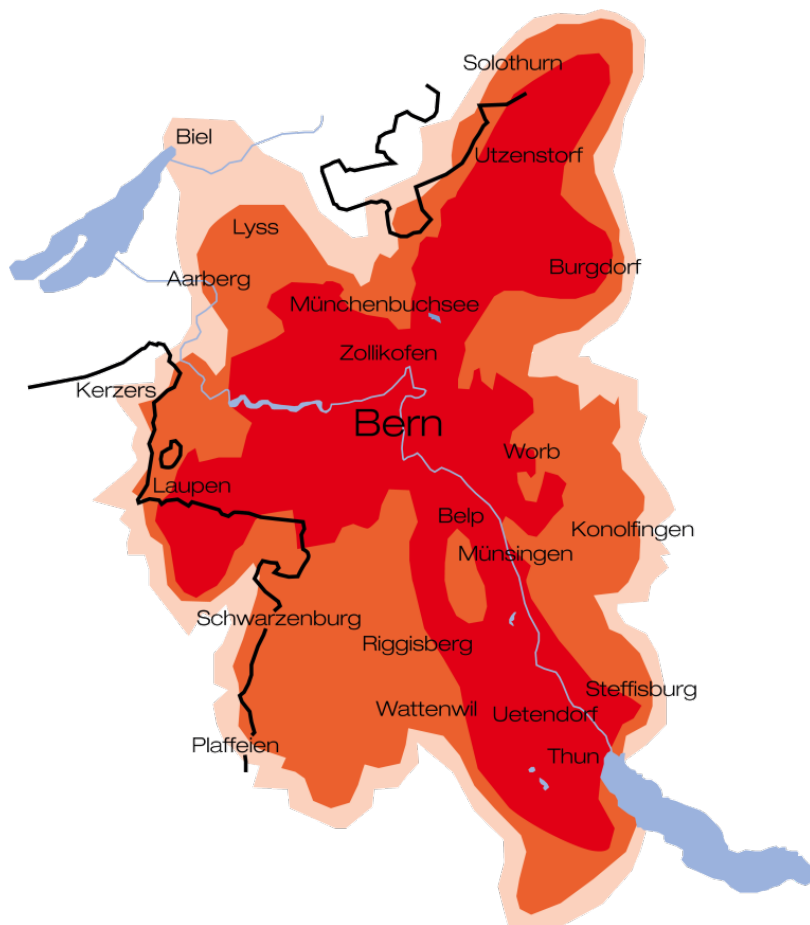 Solothurn
Biel
Utzenstorf
Lyss
Burgdorf
Aarberg
Münchenbuchsee
Zollikofen
Kerzers
Bern
Worb
Laupen
Belp
Konolfingen
Münsingen
Schwarzenburg
Riggisberg
Steffisburg
Wattenwil
Uetendorf
Plaffeien
Thun